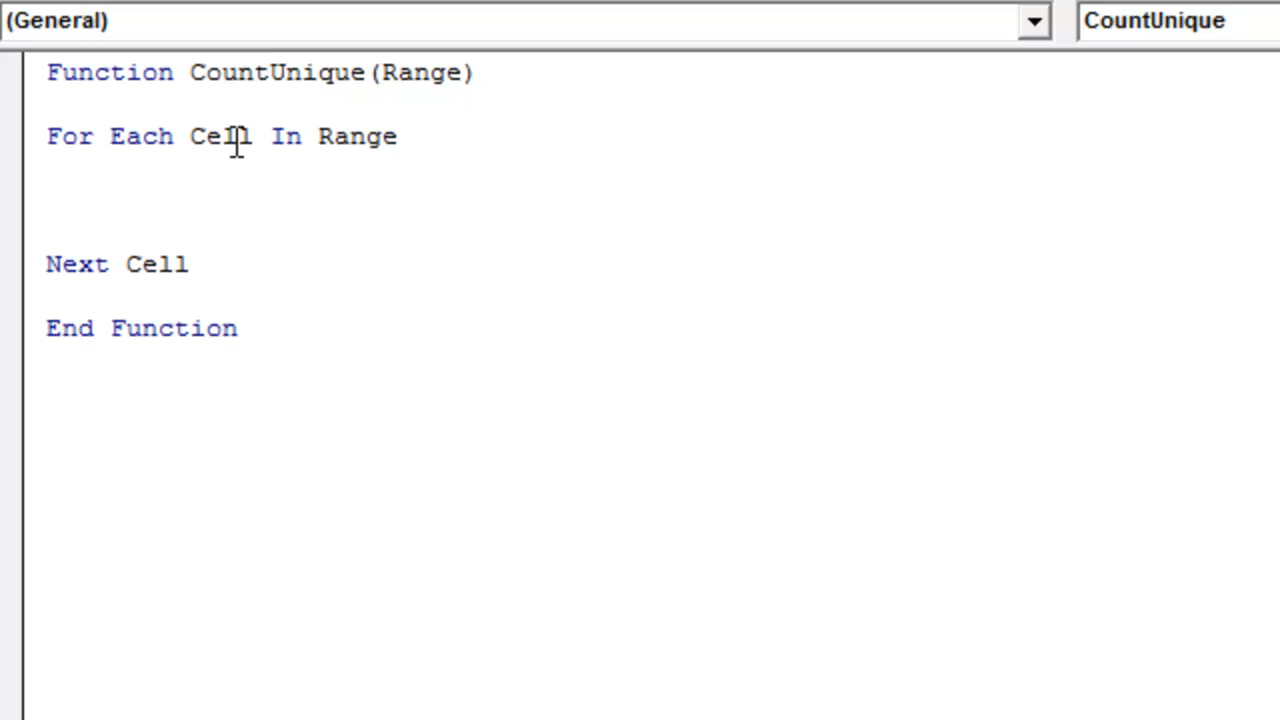 (General)
CountUnique
Function CountUnique(Range)
For Each Cell In Range
Next Cell
End Function